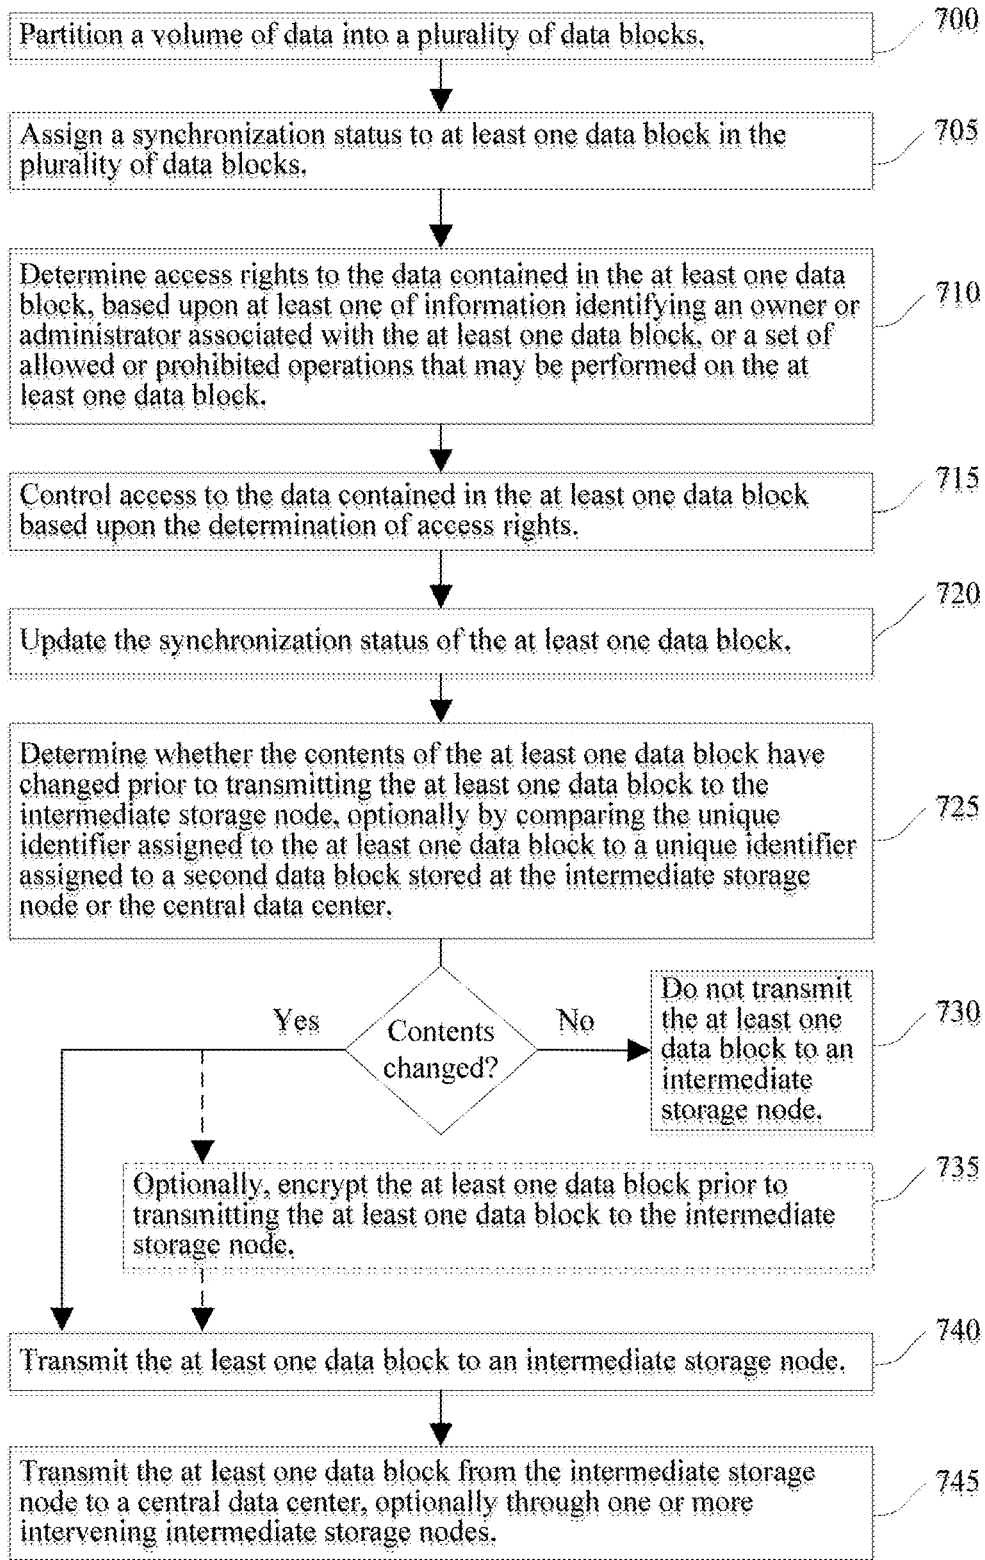 Partition a volume of data into a plurality of data blocks.
700
Assign a synchronization status to at least one data block in the
plurality of data blocks.
705
Determine access rights to the data contained in the at least one data
block, based upon at least one of information identifying an owner or
administrator associated with the at least one data block, or a set of
allowed or prohibited operations that may be performed on the at
least one data block.
710
Control access to the data contained in the at least one data block
based upon the determination of access rights.
715
Update the synchronization status of the at least one data block.
720
Determine whether the contents of the at least one data block have
changed prior to transmitting the at least one data block to the
intermediate storage node, optionally by comparing the unique
identifier assigned to the at least one data block to a unique identifier
assigned to a second data block stored at the intermediate storage
node or the central data center.
725
Yes
Contents
changed?
No
Do not transmit
the at least one
data block to an
intermediate
storage node.
730
Optionally, encrypt the at least one data block prior to
transmitting the at least one data block to the intermediate
storage node.
735
Transmit the at least one data block to an intermediate storage node.
740
Transmit the at least one data block from the intermediate storage
node to a central data center, optionally through one or more
intervening intermediate storage nodes.
745